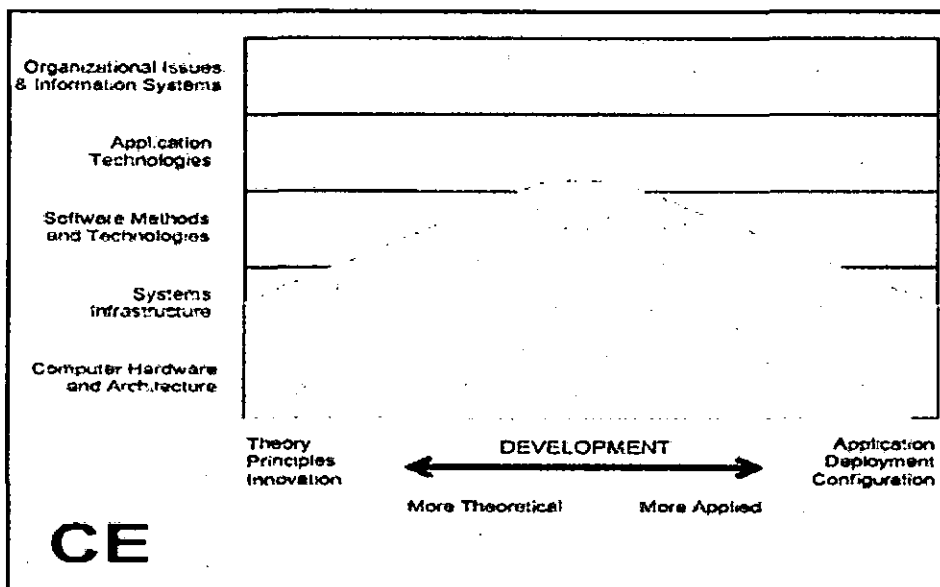 Organizational Issues
& Information Systems
Application
Technologies
Software Methods
and Technologies
Systems
Infrastructure
Computer Hardware
and Architecture
Theory
Principles
Innovation
DEVELOPMENT
Application
Deployment
Configuration
More Theoretical
More Applied
CE